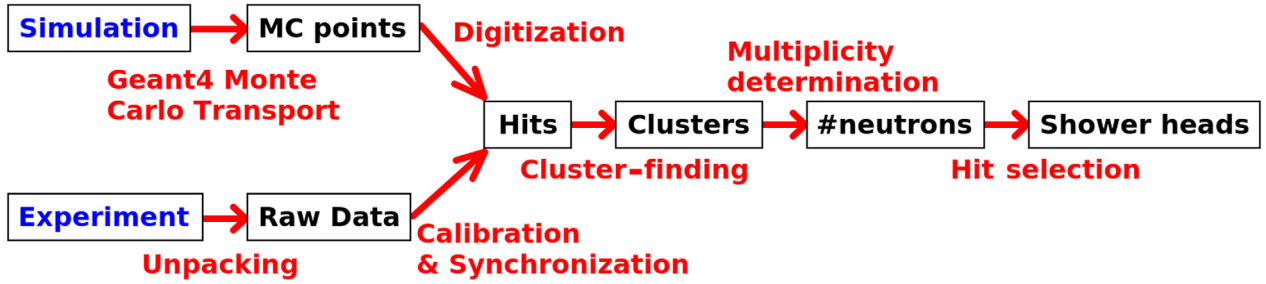 Simulation
MC points
Digitization
Geant4 Monte
Carlo Transport
Multiplicity
determination
Hits
Clusters
#neutrons
Shower heads
Cluster-finding
Hit selection
Experiment
Raw Data
Unpacking
Calibration
& Synchronization